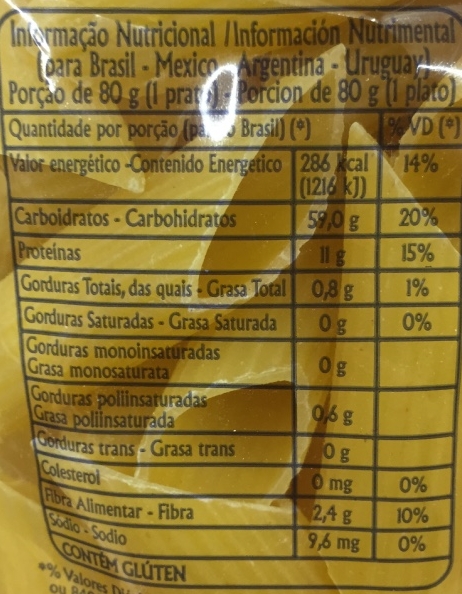 Informação Nutricional / Información Nutrimental
(para Brasil - Mexico - Argentina - Uruguay)
Porção de 80 g (1 prato) - Porcion de 80 g (1 plato)
Quantidade por porção (para o Brasil) (*) % VD (*)
Valor energético - Contenido Energetico 286 kcal 14%
(1216 kJ)
Carboidratos - Carbohidratos 59,0 g 20%
Proteínas 11 g 15%
Gorduras Totais, das quais - Grasa Total 0,8 g 1%
Gorduras Saturadas - Grasa Saturada 0 g 0%
Gorduras monoinsaturadas
Grasa monosaturata 0 g
Gorduras poliinsaturadas
Grasa poliinsaturada 0,6 g
Gorduras trans - Grasa trans 0 g
Colesterol 0 mg 0%
Fibra Alimentar - Fibra 2,4 g 10%
Sódio - Sodio 9,6 mg 0%
CONTÉM GLÚTEN
*% Valores
ou